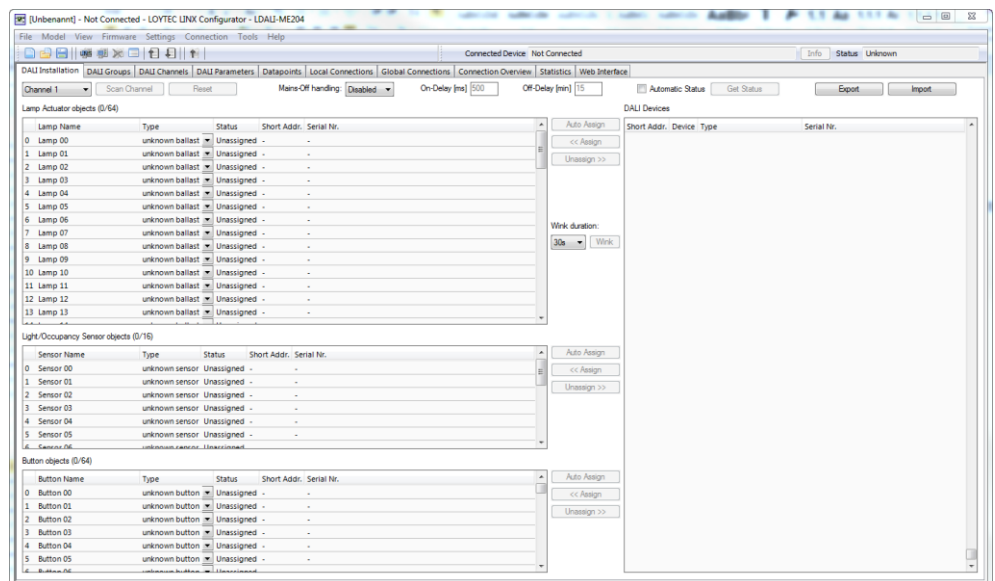 [Unbenannt] - Not Connected - LOYTEC LINX Configurator - LDALI-ME204
File Model View Firmware Settings Connection Tools Help
Connected Device Not Connected Info Status Unknown
DALI Installation DALI Groups DALI Channels DALI Parameters Datapoints Local Connections Global Connections Connection Overview Statistics Web Interface
Channel 1 Scan Channel Reset Mains-Off handling: Disabled On-Delay [ms] 500 Off-Delay [min] 15 Automatic Status Get Status Export Import
Lamp Actuator objects (0/64)
Lamp Name Type Status Short Addr. Serial Nr.
0 Lamp 00 unknown ballast Unassigned - -
1 Lamp 01 unknown ballast Unassigned - -
2 Lamp 02 unknown ballast Unassigned - -
3 Lamp 03 unknown ballast Unassigned - -
4 Lamp 04 unknown ballast Unassigned - -
5 Lamp 05 unknown ballast Unassigned - -
6 Lamp 06 unknown ballast Unassigned - -
7 Lamp 07 unknown ballast Unassigned - -
8 Lamp 08 unknown ballast Unassigned - -
9 Lamp 09 unknown ballast Unassigned - -
10 Lamp 10 unknown ballast Unassigned - -
11 Lamp 11 unknown ballast Unassigned - -
12 Lamp 12 unknown ballast Unassigned - -
13 Lamp 13 unknown ballast Unassigned - -
Auto Assign
<< Assign
Unassign >>
Wink duration:
30s Wink
DALI Devices
Short Addr. Device Type Serial Nr.
Light/Occupancy Sensor objects (0/16)
Sensor Name Type Status Short Addr. Serial Nr.
0 Sensor 00 unknown sensor Unassigned - -
1 Sensor 01 unknown sensor Unassigned - -
2 Sensor 02 unknown sensor Unassigned - -
3 Sensor 03 unknown sensor Unassigned - -
4 Sensor 04 unknown sensor Unassigned - -
5 Sensor 05 unknown sensor Unassigned - -
6 Sensor 06 unknown sensor Unassigned
Auto Assign
<< Assign
Unassign >>
Button objects (0/64)
Button Name Type Status Short Addr. Serial Nr.
0 Button 00 unknown button Unassigned - -
1 Button 01 unknown button Unassigned - -
2 Button 02 unknown button Unassigned - -
3 Button 03 unknown button Unassigned - -
4 Button 04 unknown button Unassigned - -
5 Button 05 unknown button Unassigned - -
6 Button 06 unknown button Unassigned
Auto Assign
<< Assign
Unassign >>